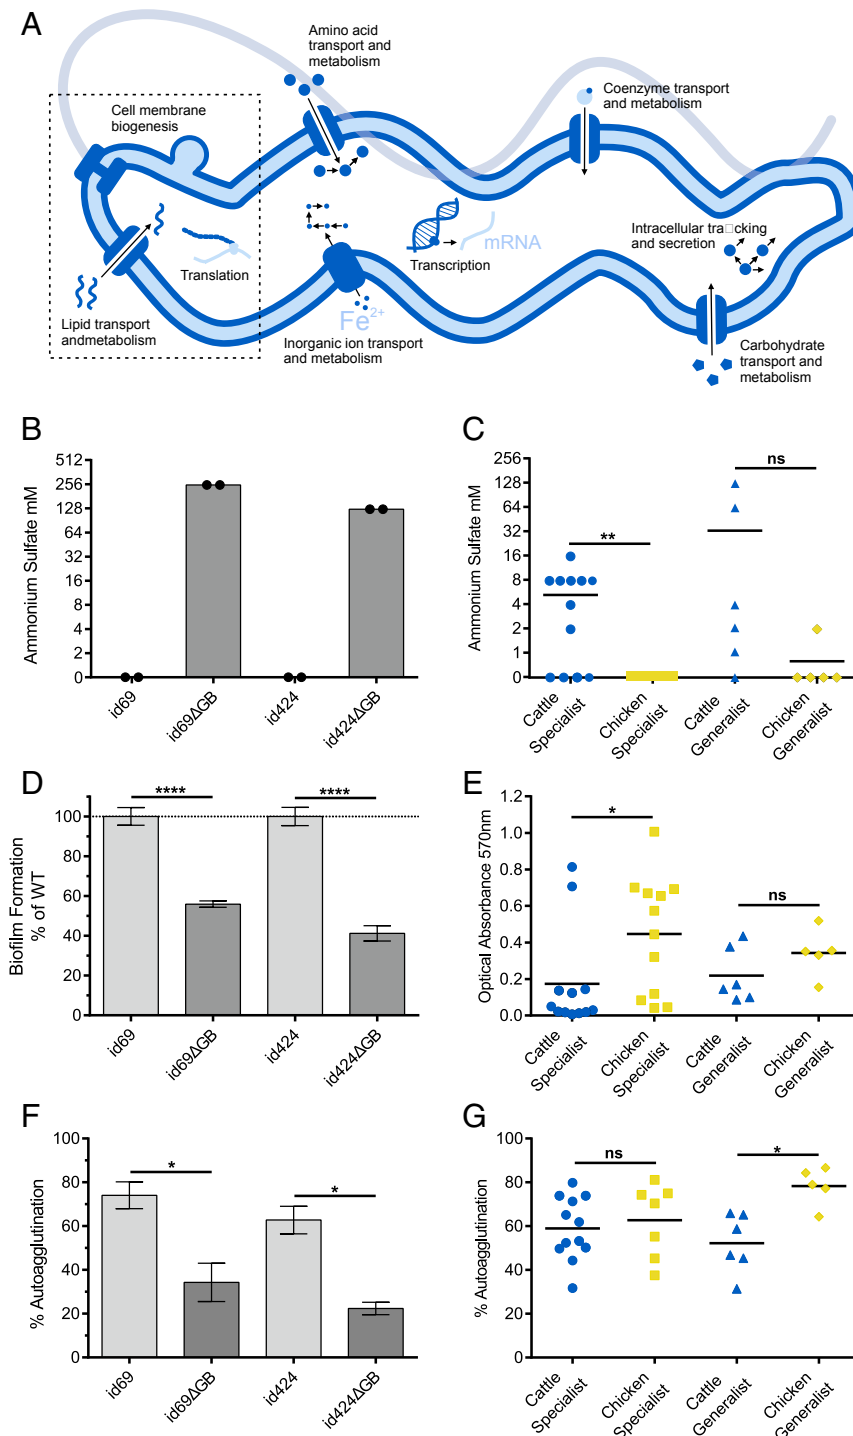 A
Amino acid
transport and
metabolism
Coenzyme transport
and metabolism
Cell membrane
biogenesis
Intracellular tra□cking
and secretion
mRNA
Translation
Transcription
Lipid transport
andmetabolism
Fe2+
Inorganic ion transport
and metabolism
Carbohydrate
transport and
metabolism
B
Ammonium Sulfate mM
512
256
128
64
32
16
8
4
2
1
0
id69
id69ΔGB
id424
id424ΔGB
C
Ammonium Sulfate mM
256
128
64
32
16
8
4
2
1
0
**
ns
Cattle
Specialist
Chicken
Specialist
Cattle
Generalist
Chicken
Generalist
D
Biofilm Formation
% of WT
100
80
60
40
20
0
****
****
id69
id69ΔGB
id424
id424ΔGB
E
Optical Absorbance 570nm
1.2
1.0
0.8
0.6
0.4
0.2
0.0
*
ns
Cattle
Specialist
Chicken
Specialist
Cattle
Generalist
Chicken
Generalist
F
% Autoagglutination
100
80
60
40
20
0
*
*
id69
id69ΔGB
id424
id424ΔGB
G
% Autoagglutination
100
80
60
40
20
0
ns
*
Cattle
Specialist
Chicken
Specialist
Cattle
Generalist
Chicken
Generalist